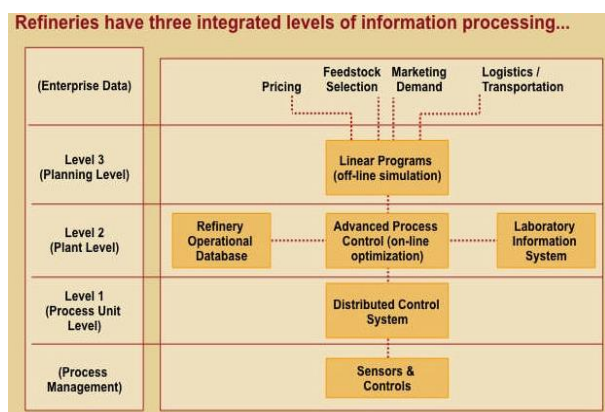 Refineries have three integrated levels of information processing...
(Enterprise Data)
Pricing
Feedstock
Selection
Marketing
Demand
Logistics /
Transportation
Level 3
(Planning Level)
Linear Programs
(off-line simulation)
Level 2
(Plant Level)
Refinery
Operational
Database
Advanced Process
Control (on-line
optimization)
Laboratory
Information
System
Level 1
(Process Unit
Level)
Distributed Control
System
(Process
Management)
Sensors &
Controls